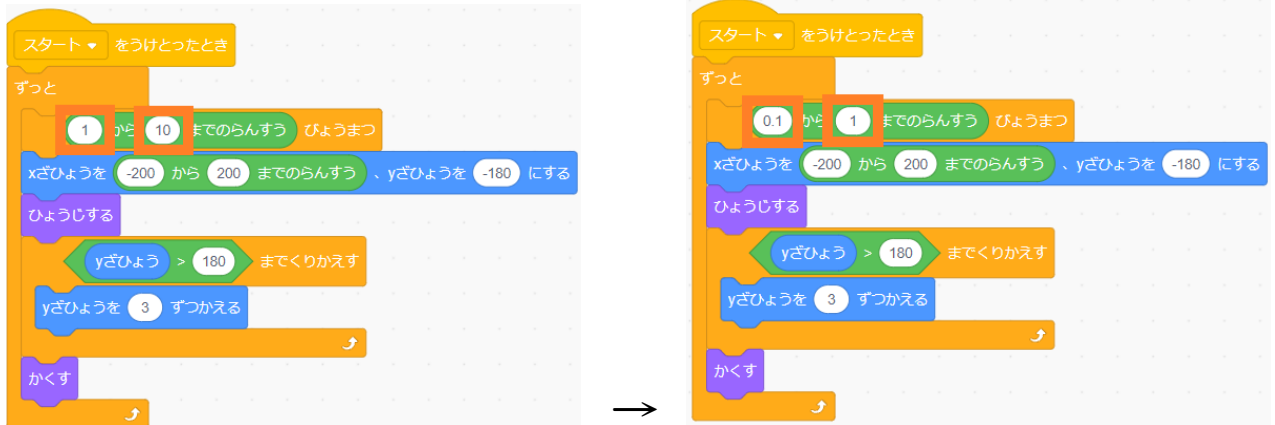 スタート をうけとったとき
ずっと
1 から 10 までのらんすう びょうまつ
xざひょうを -200 から 200 までのらんすう 、yざひょうを -180 にする
ひょうじする
yざひょう > 180 までくりかえす
yざひょうを 3 ずつかえる
かくす
→
スタート をうけとったとき
ずっと
0.1 から 1 までのらんすう びょうまつ
xざひょうを -200 から 200 までのらんすう 、yざひょうを -180 にする
ひょうじする
yざひょう > 180 までくりかえす
yざひょうを 3 ずつかえる
かくす